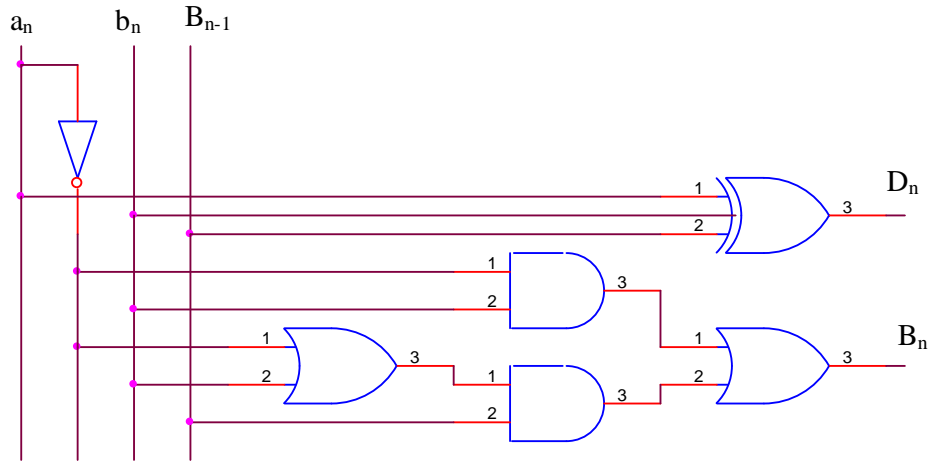 aₙ bₙ Bₙ₋₁
1 3 Dₙ
2
1 3
2
1 3 1 3 Bₙ
2 1 3 2
2